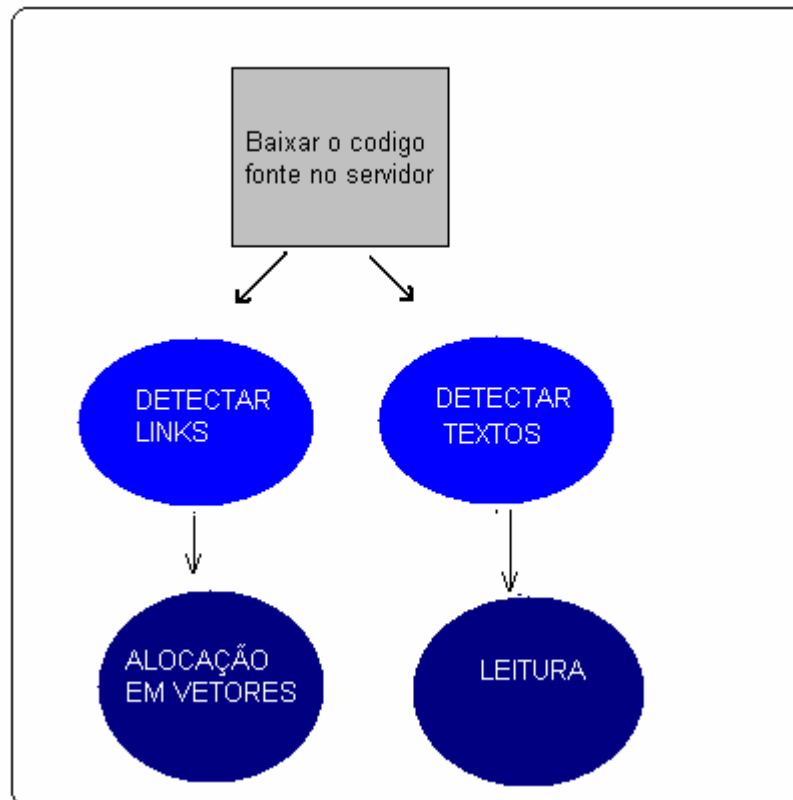 Baixar o codigo
fonte no servidor
DETECTAR
LINKS
DETECTAR
TEXTOS
ALOCAÇÃO
EM VETORES
LEITURA